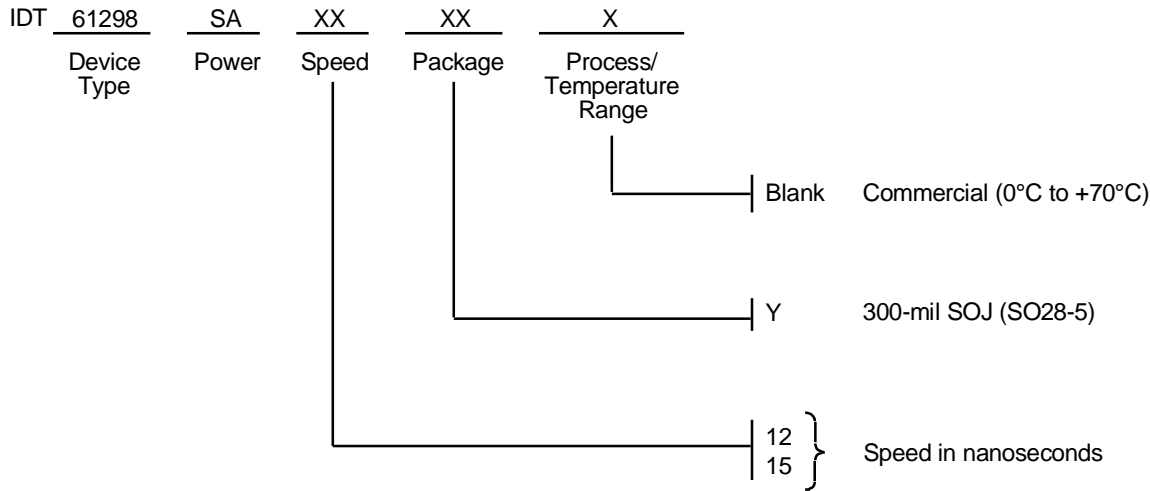 IDT 61298 SA XX XX X
Device Type Power Speed Package Process/ Temperature Range
Blank Commercial (0°C to +70°C)
Y 300-mil SOJ (SO28-5)
12
15
Speed in nanoseconds